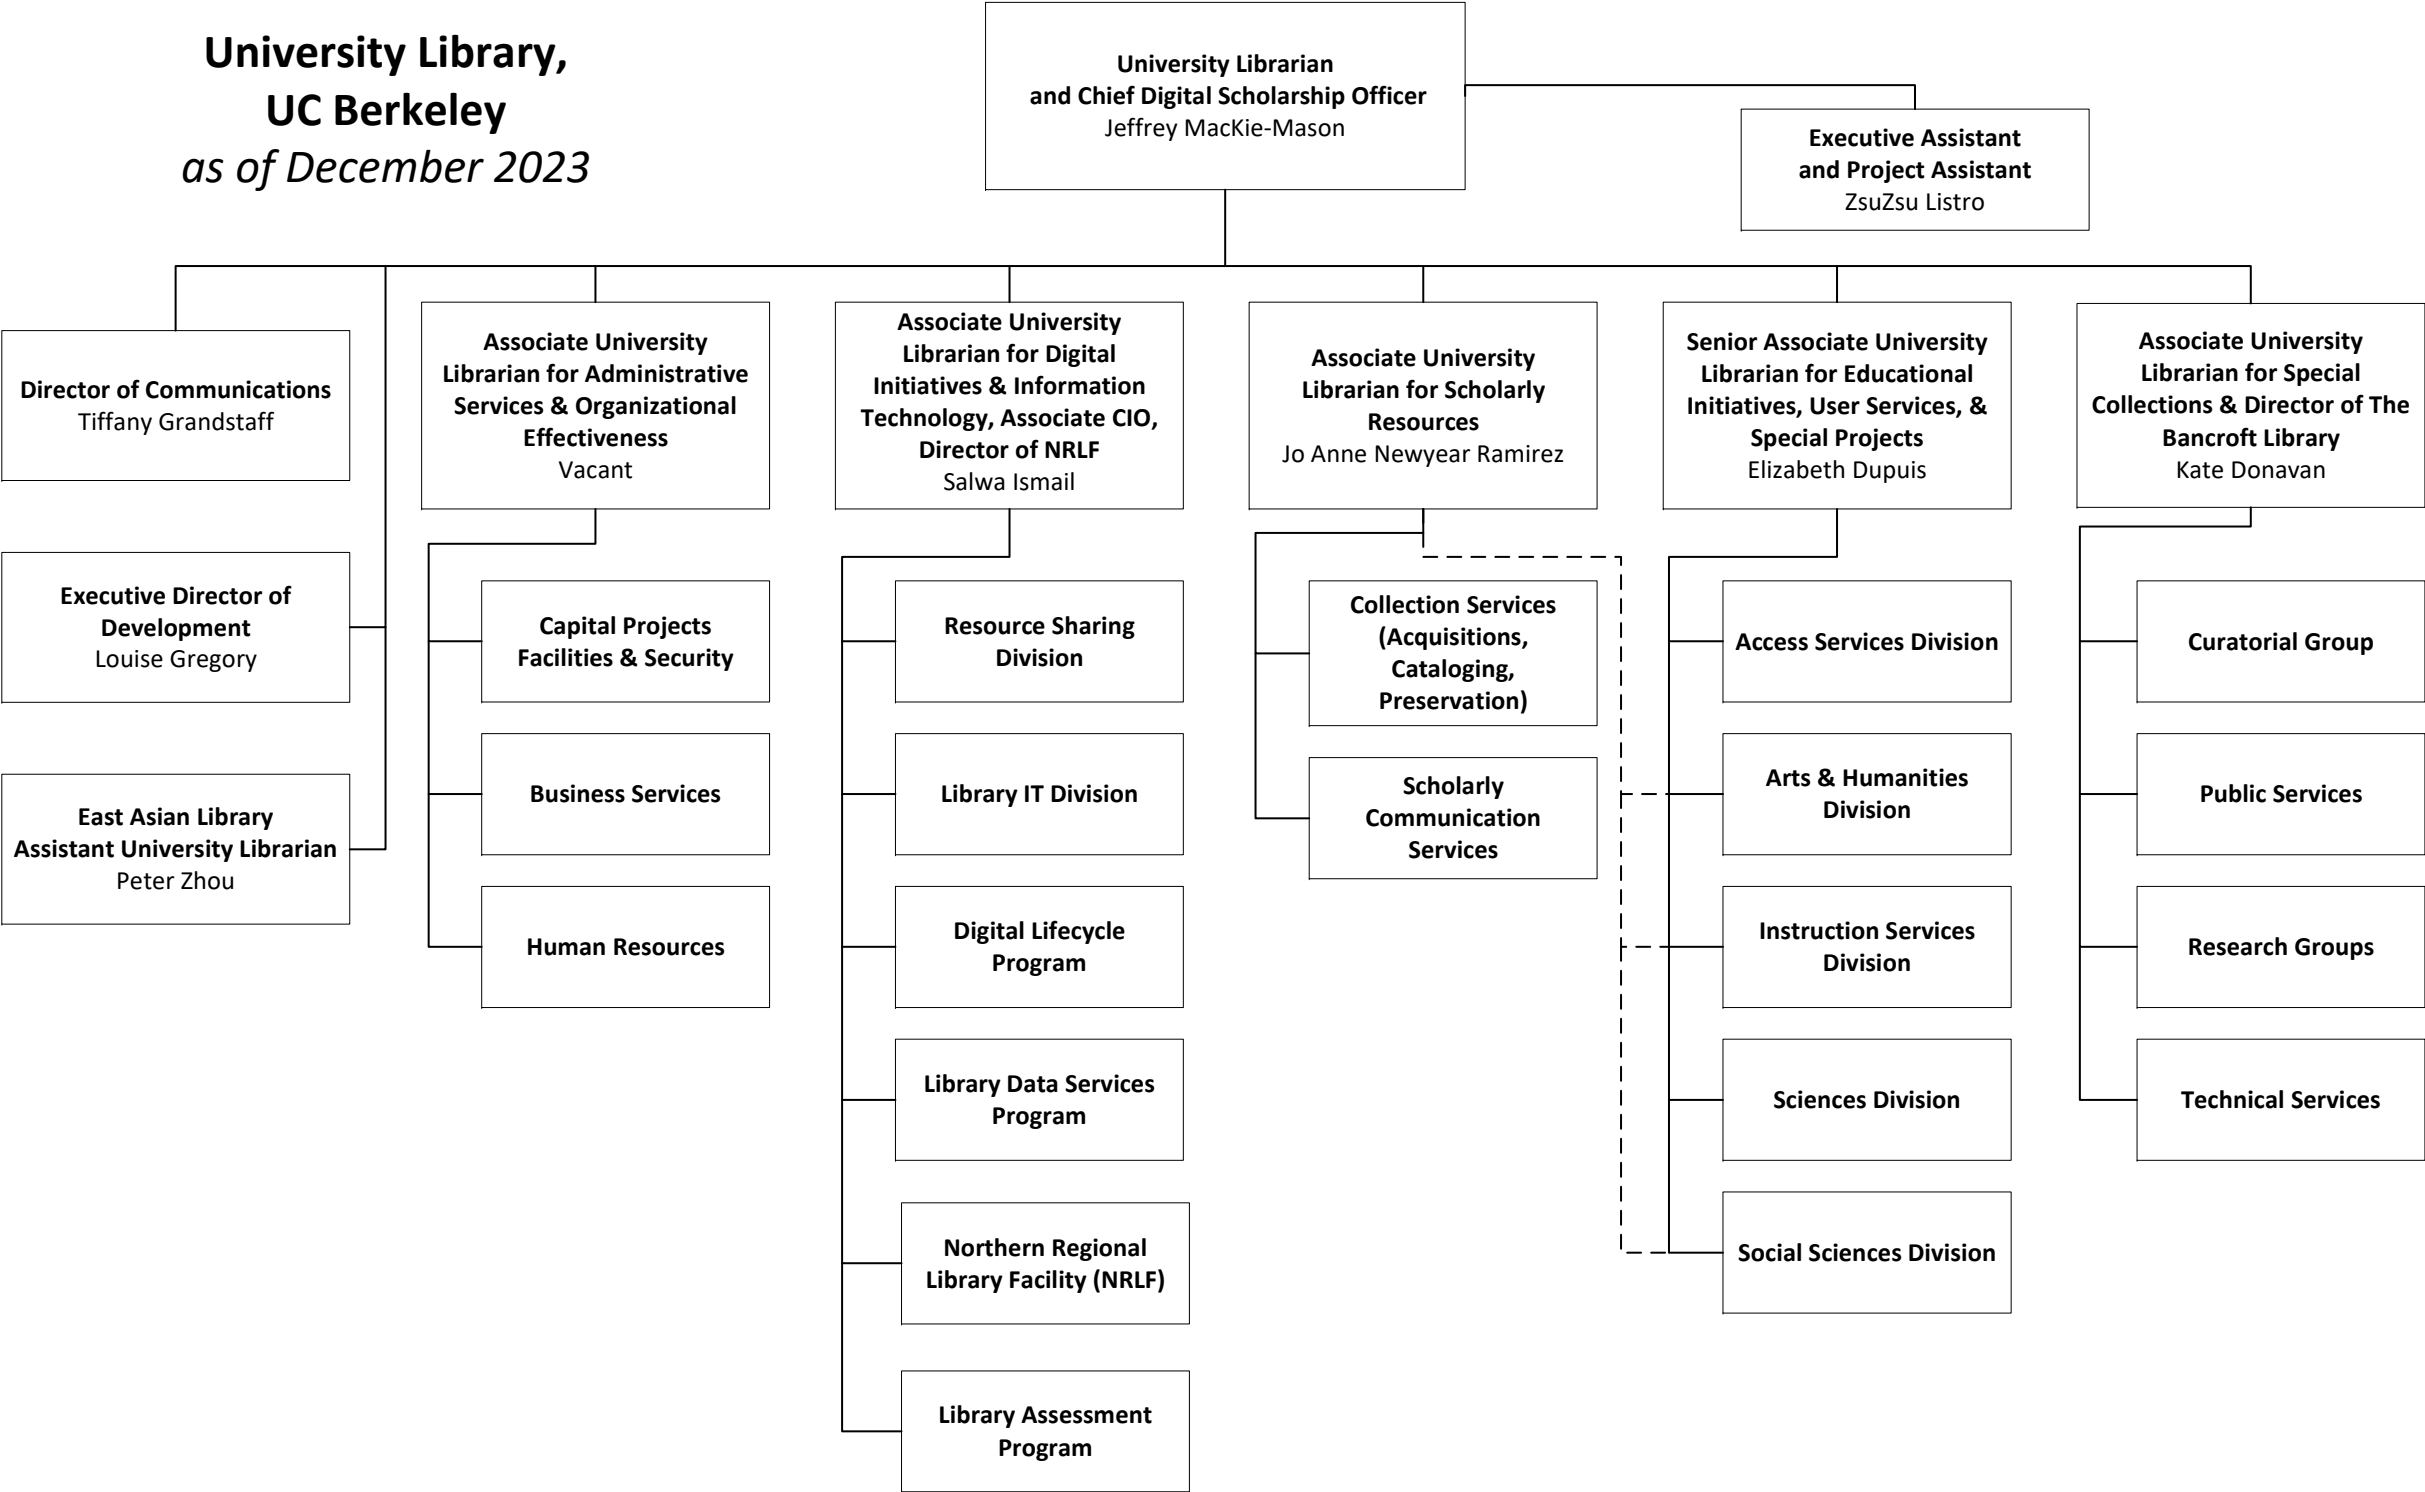 University Library,
UC Berkeley
as of December 2023
University Librarian
and Chief Digital Scholarship Officer
Jeffrey MacKie-Mason
Executive Assistant
and Project Assistant
ZsuZsu Listro
Director of Communications
Tiffany Grandstaff
Executive Director of
Development
Louise Gregory
East Asian Library
Assistant University Librarian
Peter Zhou
Associate University
Librarian for Administrative
Services & Organizational
Effectiveness
Vacant
Capital Projects
Facilities & Security
Business Services
Human Resources
Associate University
Librarian for Digital
Initiatives & Information
Technology, Associate CIO,
Director of NRLF
Salwa Ismail
Resource Sharing
Division
Library IT Division
Digital Lifecycle
Program
Library Data Services
Program
Northern Regional
Library Facility (NRLF)
Library Assessment
Program
Associate University
Librarian for Scholarly
Resources
Jo Anne Newyear Ramirez
Collection Services
(Acquisitions,
Cataloging,
Preservation)
Scholarly
Communication
Services
Senior Associate University
Librarian for Educational
Initiatives, User Services, &
Special Projects
Elizabeth Dupuis
Access Services Division
Arts & Humanities
Division
Instruction Services
Division
Sciences Division
Social Sciences Division
Associate University
Librarian for Special
Collections & Director of The
Bancroft Library
Kate Donavan
Curatorial Group
Public Services
Research Groups
Technical Services